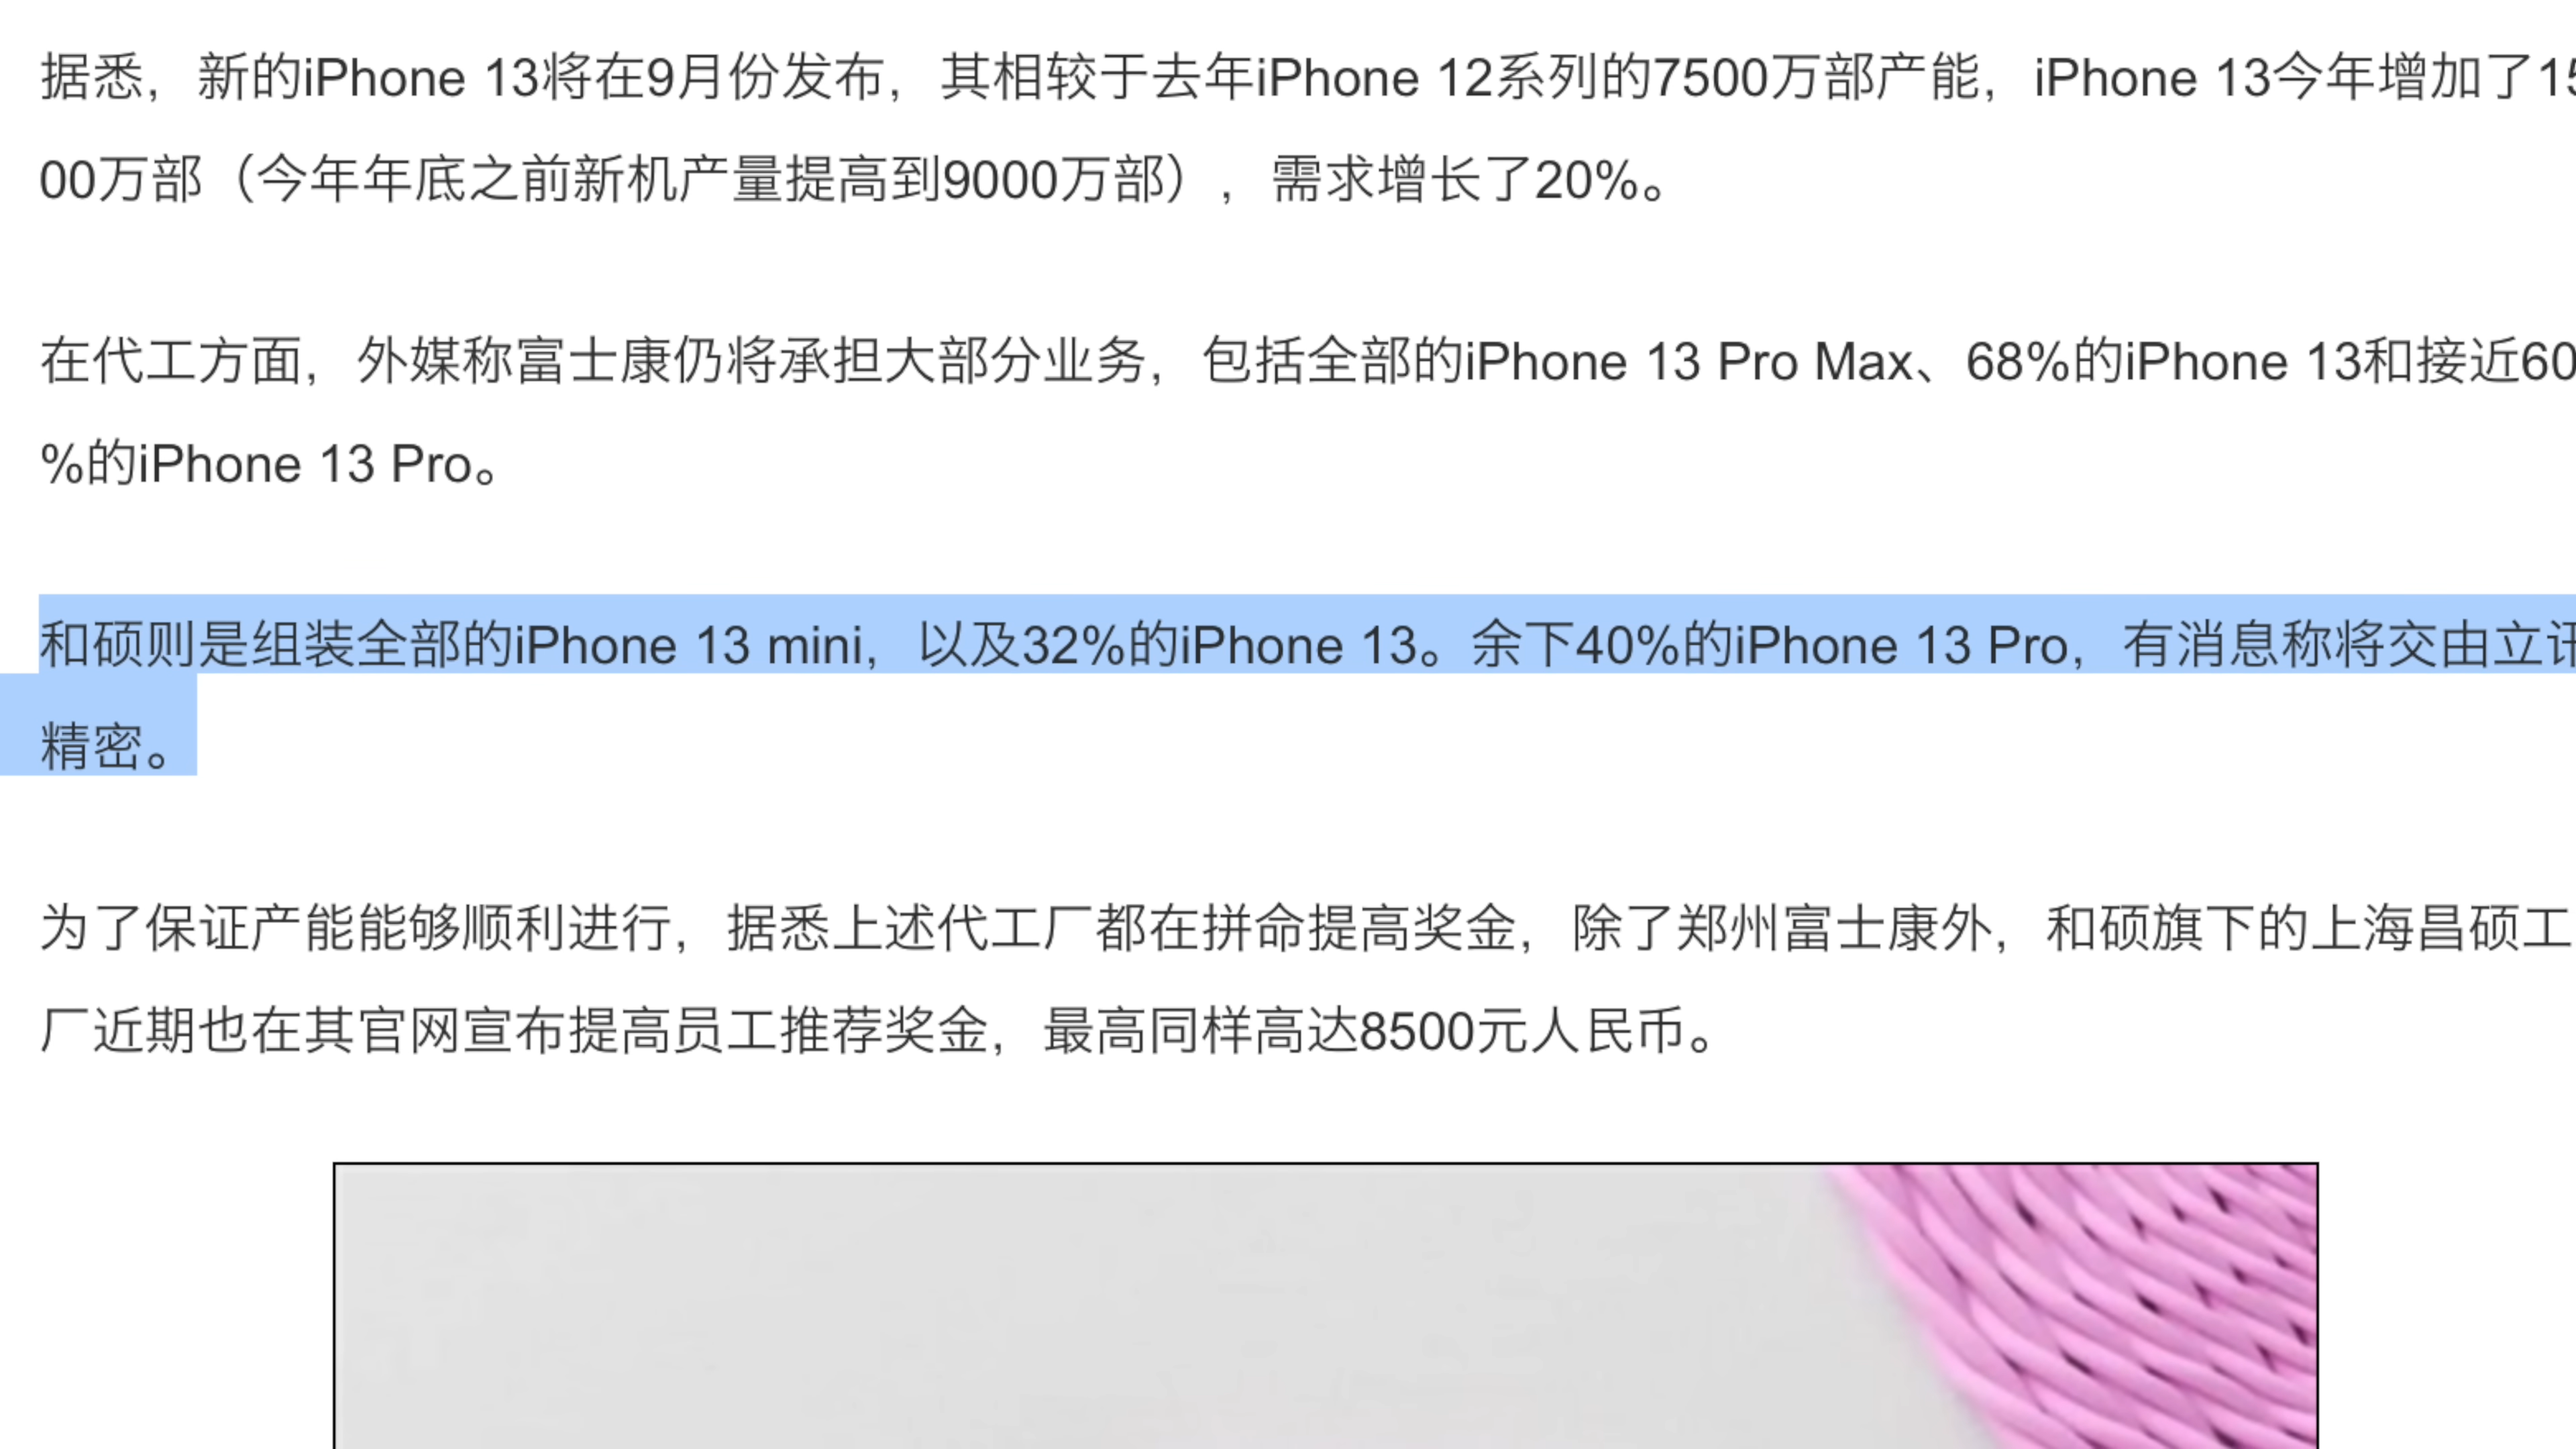 据悉，新的iPhone 13将在9月份发布，其相较于去年iPhone 12系列的7500万部产能，iPhone 13今年增加了15
00万部（今年年底之前新机产量提高到9000万部），需求增长了20%。
在代工方面，外媒称富士康仍将承担大部分业务，包括全部的iPhone 13 Pro Max、68%的iPhone 13和接近60
%的iPhone 13 Pro。
和硕则是组装全部的iPhone 13 mini，以及32%的iPhone 13。余下40%的iPhone 13 Pro，有消息称将交由立讯
精密。
为了保证产能能够顺利进行，据悉上述代工厂都在拼命提高奖金，除了郑州富士康外，和硕旗下的上海昌硕工
厂近期也在其官网宣布提高员工推荐奖金，最高同样高达8500元人民币。